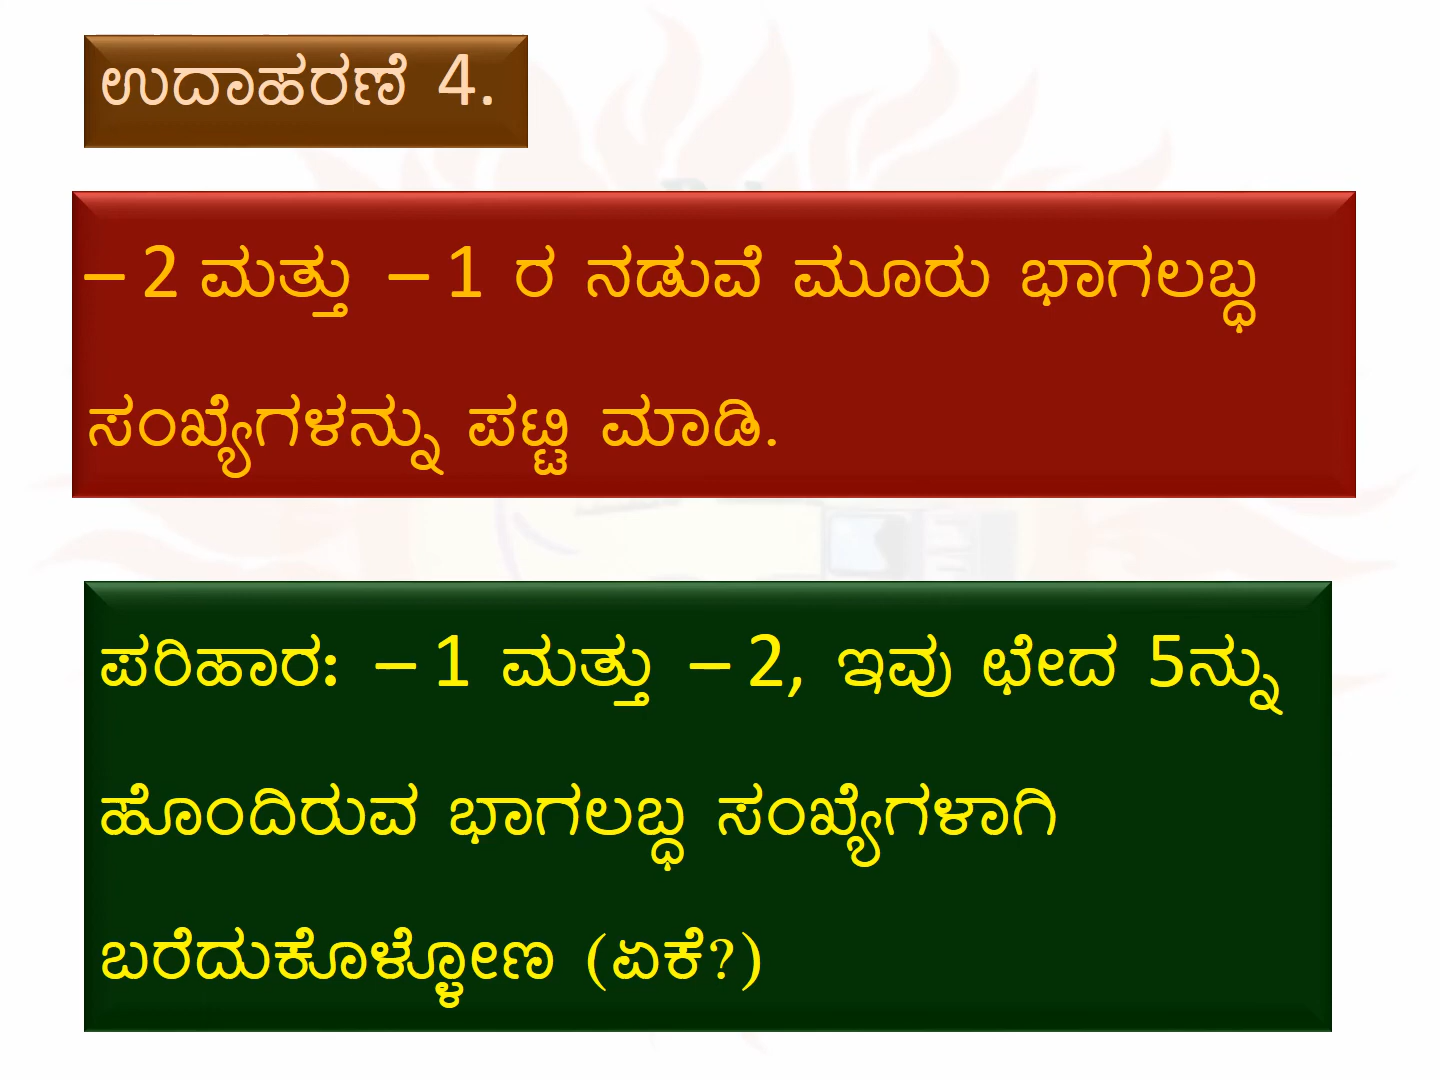 ಉದಾಹರಣೆ 4.
– 2 ಮತ್ತು – 1 ರ ನಡುವೆ ಮೂರು ಭಾಗಲಬ್ಧ
ಸಂಖ್ಯೆಗಳನ್ನು ಪಟ್ಟಿ ಮಾಡಿ.
ಪರಿಹಾರ: – 1 ಮತ್ತು – 2, ಇವು ಛೇದ 5ನ್ನು
ಹೊಂದಿರುವ ಭಾಗಲಬ್ಧ ಸಂಖ್ಯೆಗಳಾಗಿ
ಬರೆದುಕೊಳ್ಳೋಣ (ಏಕೆ?)